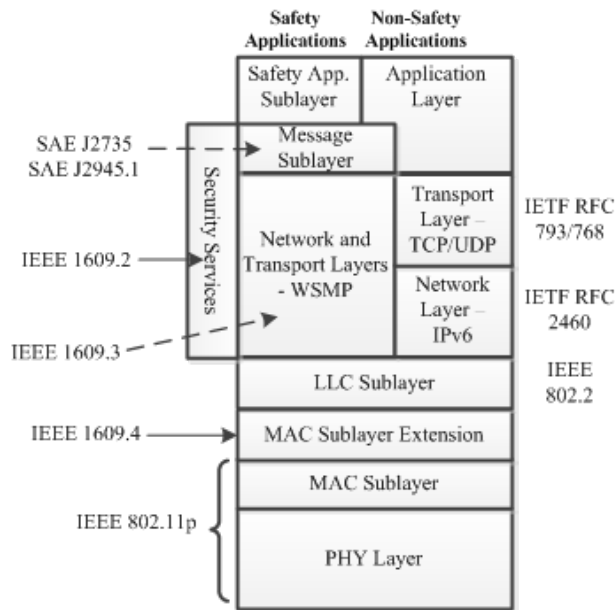 Safety
Applications
Non-Safety
Applications
Safety App.
Sublayer
Application
Layer
SAE J2735
SAE J2945.1
Message
Sublayer
Security Services
IEEE 1609.2
Network and
Transport Layers
- WSMP
Transport
Layer –
TCP/UDP
IETF RFC
793/768
Network
Layer –
IPv6
IETF RFC
2460
IEEE 1609.3
LLC Sublayer
IEEE
802.2
IEEE 1609.4
MAC Sublayer Extension
MAC Sublayer
IEEE 802.11p
PHY Layer